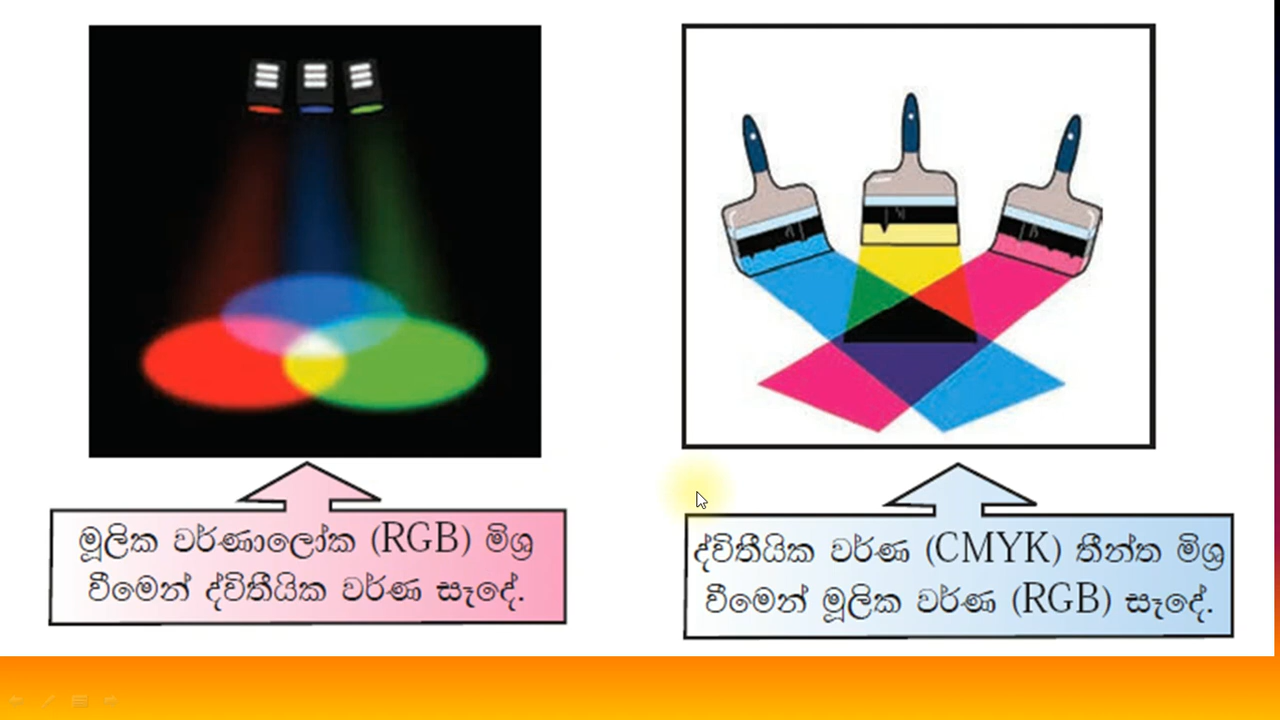 මූලික වර්ණාලෝක (RGB) මිශ්‍ර
වීමෙන් ද්විතීයික වර්ණ සෑදේ.
ද්විතීයික වර්ණ (CMYK) තීන්ත මිශ්‍ර
වීමෙන් මූලික වර්ණ (RGB) සෑදේ.